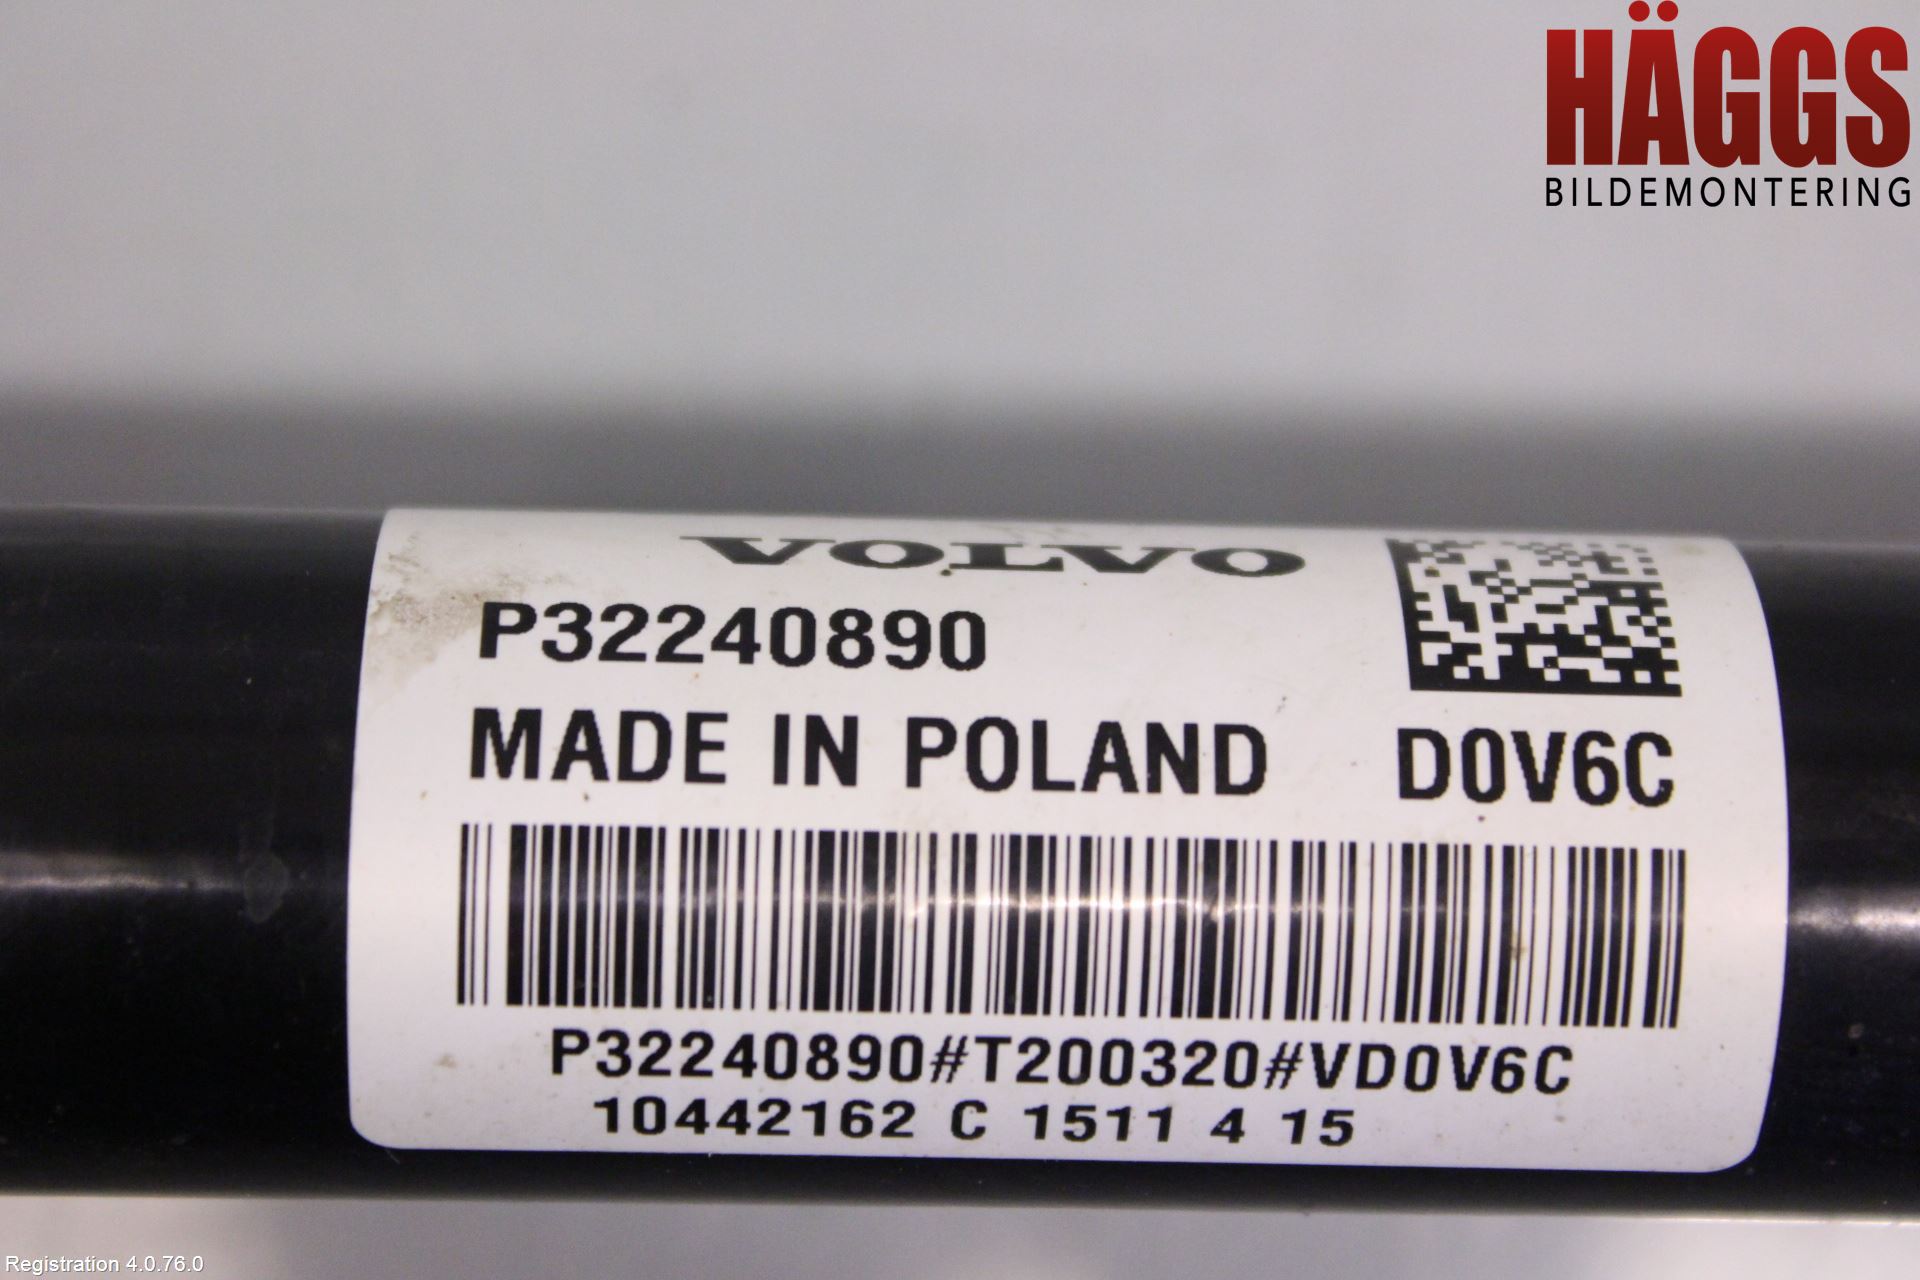 HÄGGS
BILDEMONTERING
VOLVO
P32240890
MADE IN POLAND D0V6C
P32240890#T200320#VD0V6C
10442162 C 1511 4 15
Registration 4.0.76.0